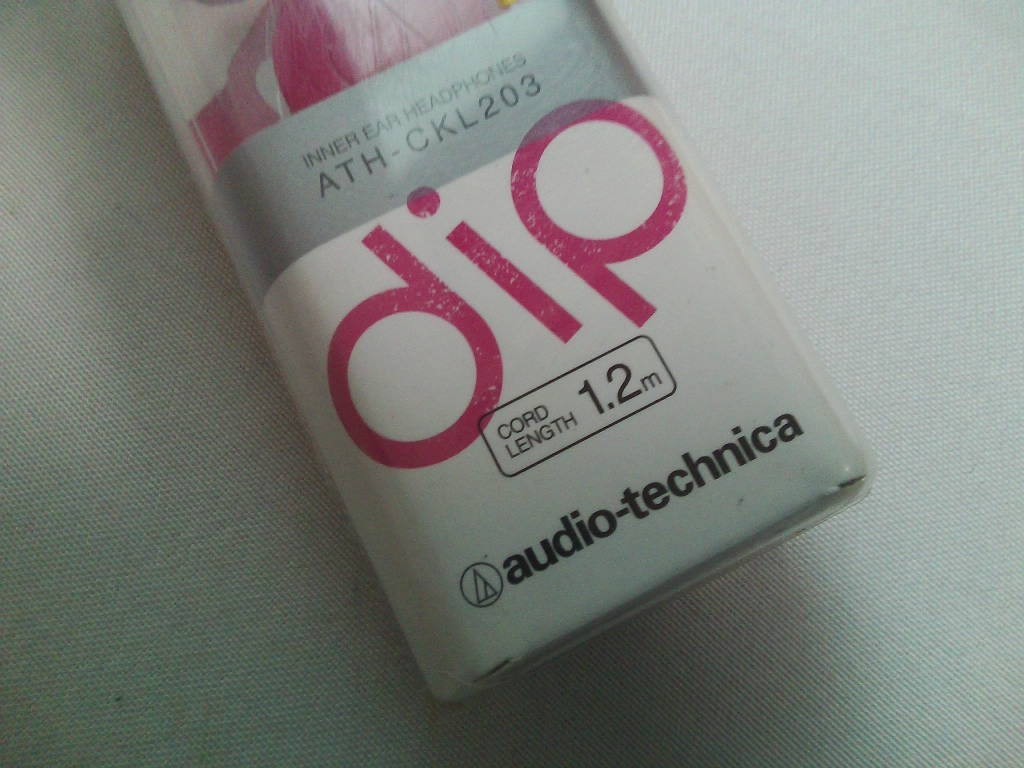 INNER EAR HEADPHONES
ATH-CKL203
dip
CORD
LENGTH 1.2m
audio-technica